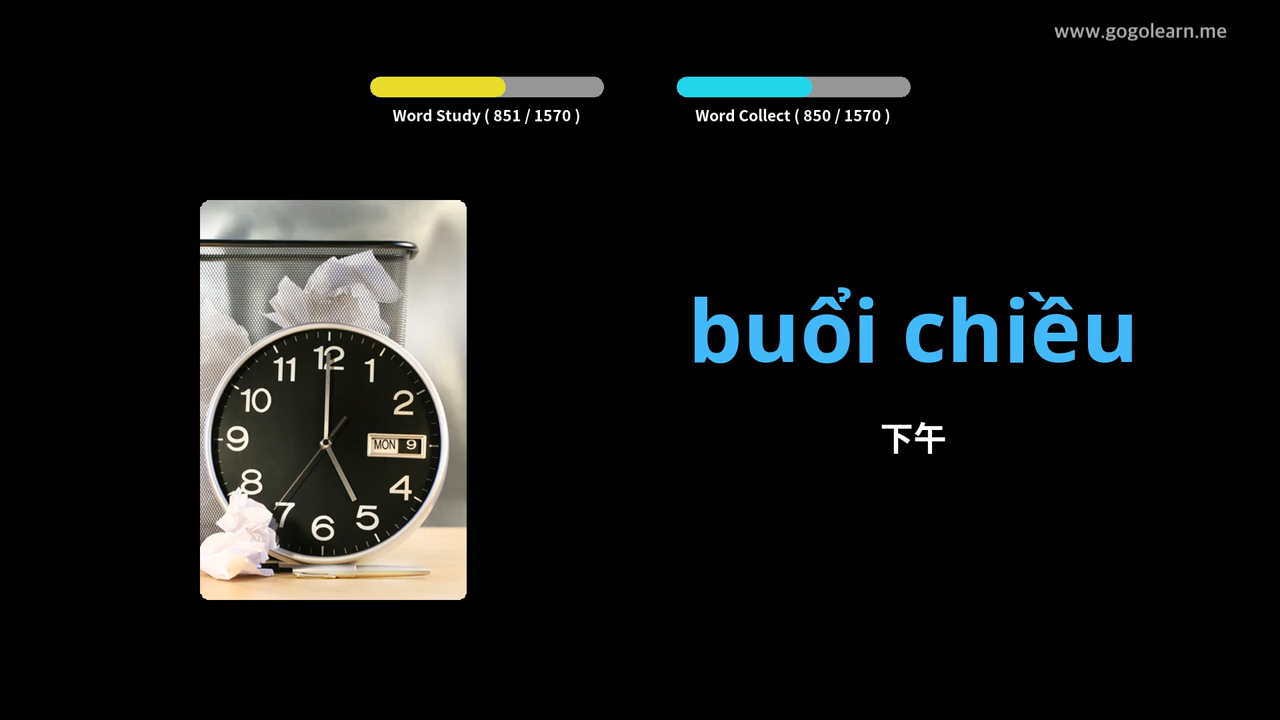 www.gogolearn.me
Word Study ( 851 / 1570 )
Word Collect ( 850 / 1570 )
12
11
1
10
2
9
MON 9
8
4
7
5
6
buổi chiều
下午